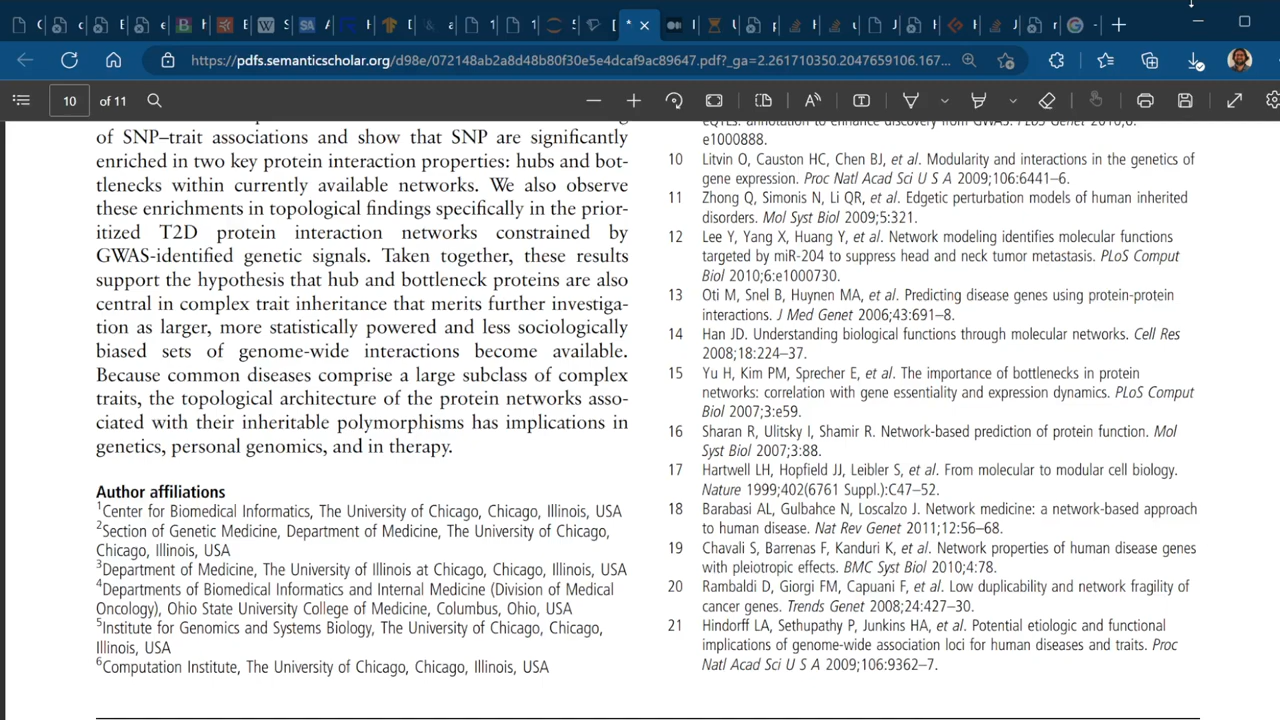 https://pdfs.semanticscholar.org/d98e/072148ab2a8d48b80f30e5e4dcaf9ac89647.pdf?_ga=2.261710350.2047659106.167...
10 of 11
of SNP–trait associations and show that SNP are significantly
enriched in two key protein interaction properties: hubs and bot-
tlenecks within currently available networks. We also observe
these enrichments in topological findings specifically in the prior-
itized T2D protein interaction networks constrained by
GWAS-identified genetic signals. Taken together, these results
support the hypothesis that hub and bottleneck proteins are also
central in complex trait inheritance that merits further investiga-
tion as larger, more statistically powered and less sociologically
biased sets of genome-wide interactions become available.
Because common diseases comprise a large subclass of complex
traits, the topological architecture of the protein networks asso-
ciated with their inheritable polymorphisms has implications in
genetics, personal genomics, and in therapy.
Author affiliations
1Center for Biomedical Informatics, The University of Chicago, Chicago, Illinois, USA
2Section of Genetic Medicine, Department of Medicine, The University of Chicago,
Chicago, Illinois, USA
3Department of Medicine, The University of Illinois at Chicago, Chicago, Illinois, USA
4Departments of Biomedical Informatics and Internal Medicine (Division of Medical
Oncology), Ohio State University College of Medicine, Columbus, Ohio, USA
5Institute for Genomics and Systems Biology, The University of Chicago, Chicago,
Illinois, USA
6Computation Institute, The University of Chicago, Chicago, Illinois, USA
eQTLs: annotation to enhance discovery from GWAS. PLoS Genet 2010;6:
e1000888.
10 Litvin O, Causton HC, Chen BJ, et al. Modularity and interactions in the genetics of
gene expression. Proc Natl Acad Sci U S A 2009;106:6441–6.
11 Zhong Q, Simonis N, Li QR, et al. Edgetic perturbation models of human inherited
disorders. Mol Syst Biol 2009;5:321.
12 Lee Y, Yang X, Huang Y, et al. Network modeling identifies molecular functions
targeted by miR-204 to suppress head and neck tumor metastasis. PLoS Comput
Biol 2010;6:e1000730.
13 Oti M, Snel B, Huynen MA, et al. Predicting disease genes using protein-protein
interactions. J Med Genet 2006;43:691–8.
14 Han JD. Understanding biological functions through molecular networks. Cell Res
2008;18:224–37.
15 Yu H, Kim PM, Sprecher E, et al. The importance of bottlenecks in protein
networks: correlation with gene essentiality and expression dynamics. PLoS Comput
Biol 2007;3:e59.
16 Sharan R, Ulitsky I, Shamir R. Network-based prediction of protein function. Mol
Syst Biol 2007;3:88.
17 Hartwell LH, Hopfield JJ, Leibler S, et al. From molecular to modular cell biology.
Nature 1999;402(6761 Suppl.):C47–52.
18 Barabasi AL, Gulbahce N, Loscalzo J. Network medicine: a network-based approach
to human disease. Nat Rev Genet 2011;12:56–68.
19 Chavali S, Barrenas F, Kanduri K, et al. Network properties of human disease genes
with pleiotropic effects. BMC Syst Biol 2010;4:78.
20 Rambaldi D, Giorgi FM, Capuani F, et al. Low duplicability and network fragility of
cancer genes. Trends Genet 2008;24:427–30.
21 Hindorff LA, Sethupathy P, Junkins HA, et al. Potential etiologic and functional
implications of genome-wide association loci for human diseases and traits. Proc
Natl Acad Sci U S A 2009;106:9362–7.